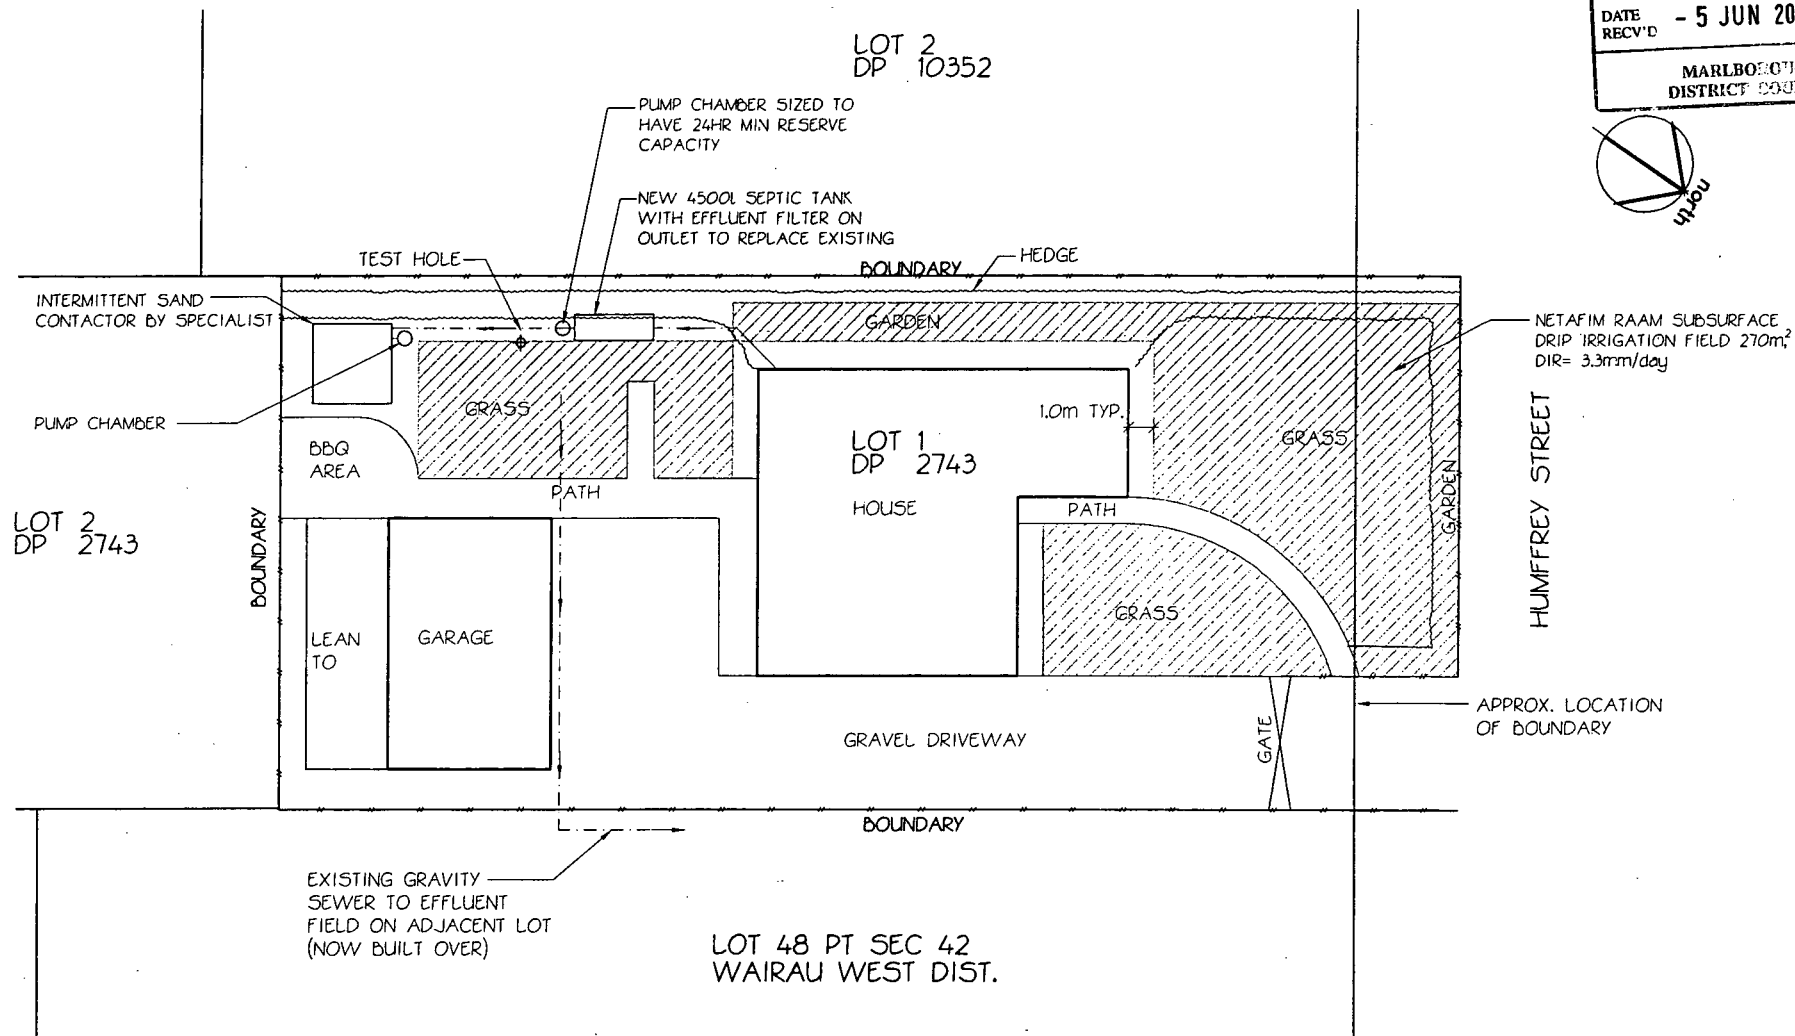 DATE
RECV'D
- 5 JUN 20
DISTRICT
LOT 2
DP 10352
PUMP CHAMBER SIZED TO
HAVE 24HR MIN RESERVE
CAPACITY
north
NEW 4500L SEPTIC TANK
WITH EFFLUENT FILTER ON
OUTLET TO REPLACE EXISTING
TEST HOLE
BOUNDARY
HEDGE
INTERMITTENT SAND
CONTACTOR BY SPECIALIST
GARDEN
NETAFIM RAAM SUBSURFACE
DRIP IRRIGATION FIELD 270m²,
DIR= 3.3mm/day
PUMP CHAMBER
GRASS
1.0m TYP.
BBQ
AREA
LOT 1
DP 2743
HOUSE
GRASS
GARDEN
HUMFFREY STREET
PATH
PATH
LOT 2
DP 2743
BOUNDARY
LEAN
TO
GARAGE
GRASS
GRAVEL DRIVEWAY
GATE
APPROX. LOCATION
OF BOUNDARY
BOUNDARY
EXISTING GRAVITY
SEWER TO EFFLUENT
FIELD ON ADJACENT LOT
(NOW BUILT OVER)
LOT 48 PT SEC 42
WAIRAU WEST DIST.